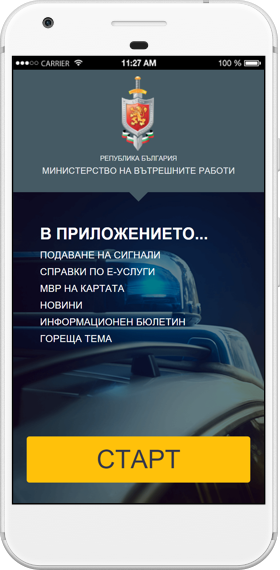 CARRIER 11:27 AM 100 %
РЕПУБЛИКА БЪЛГАРИЯ
МИНИСТЕРСТВО НА ВЪТРЕШНИТЕ РАБОТИ
В ПРИЛОЖЕНИЕТО...
ПОДАВАНЕ НА СИГНАЛИ
СПРАВКИ ПО Е-УСЛУГИ
МВР НА КАРТАТА
НОВИНИ
ИНФОРМАЦИОНЕН БЮЛЕТИН
ГОРЕЩА ТЕМА
СТАРТ